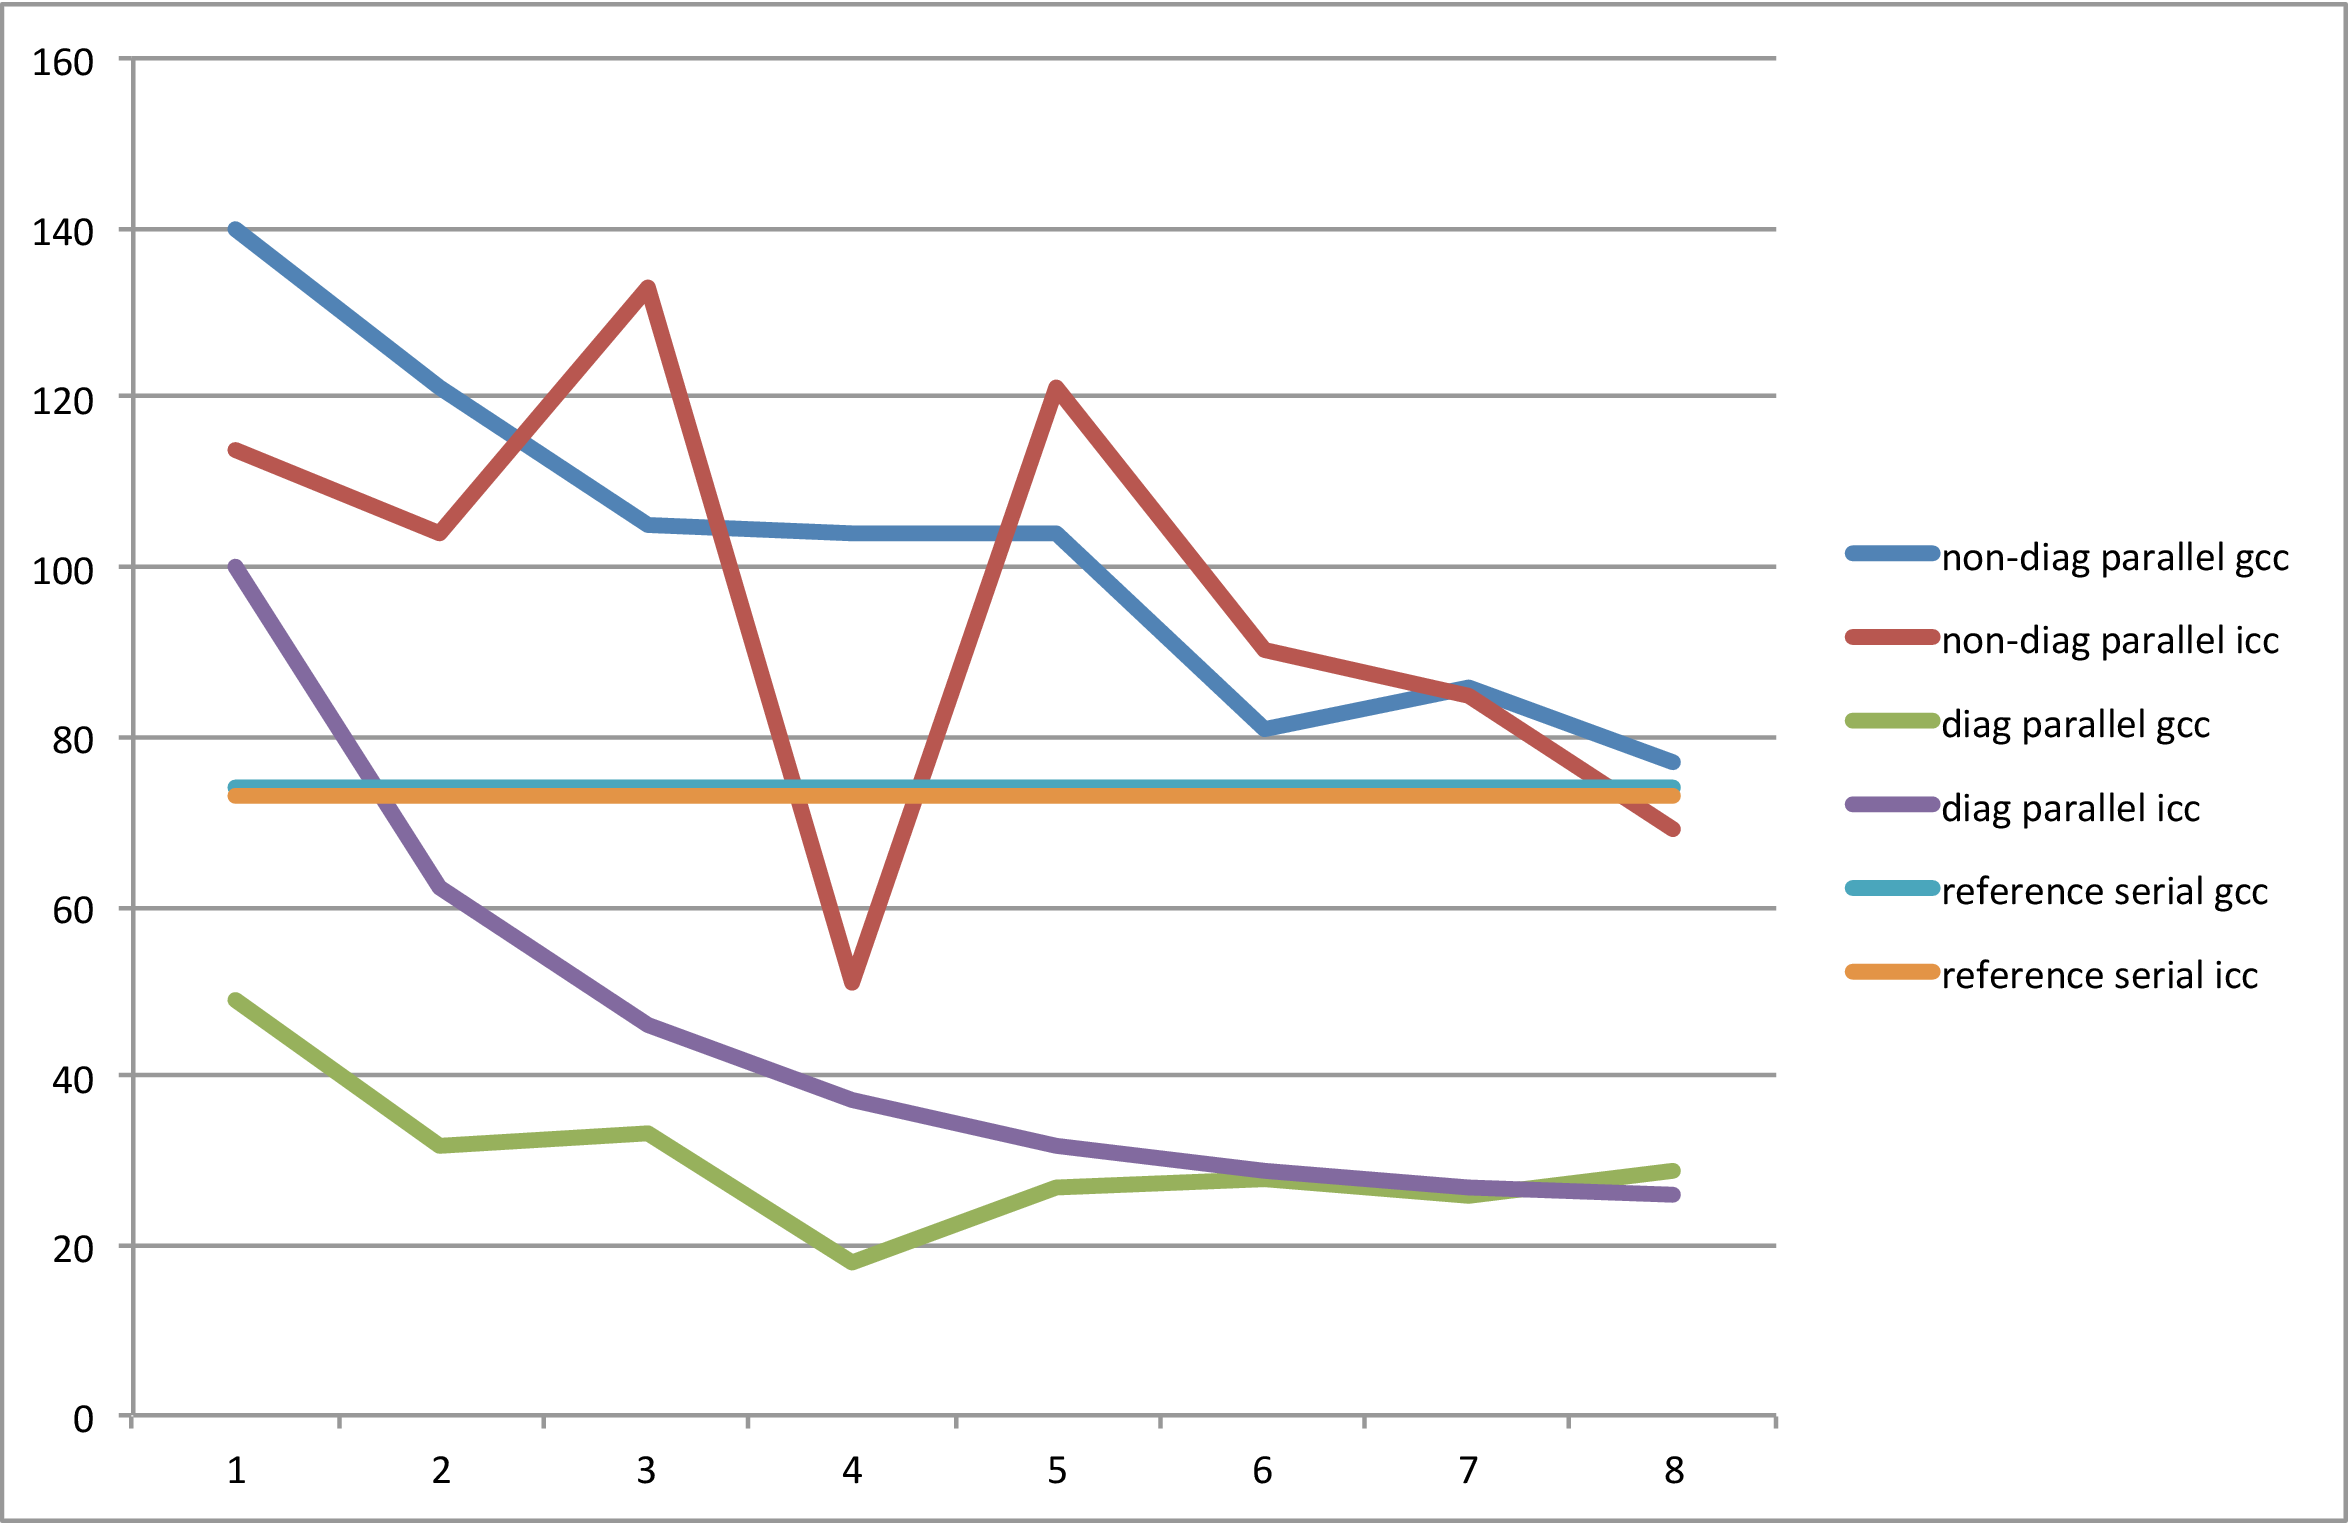 160
140
120
100
80
60
40
20
0
1 2 3 4 5 6 7 8
non-diag parallel gcc
non-diag parallel icc
diag parallel gcc
diag parallel icc
reference serial gcc
reference serial icc